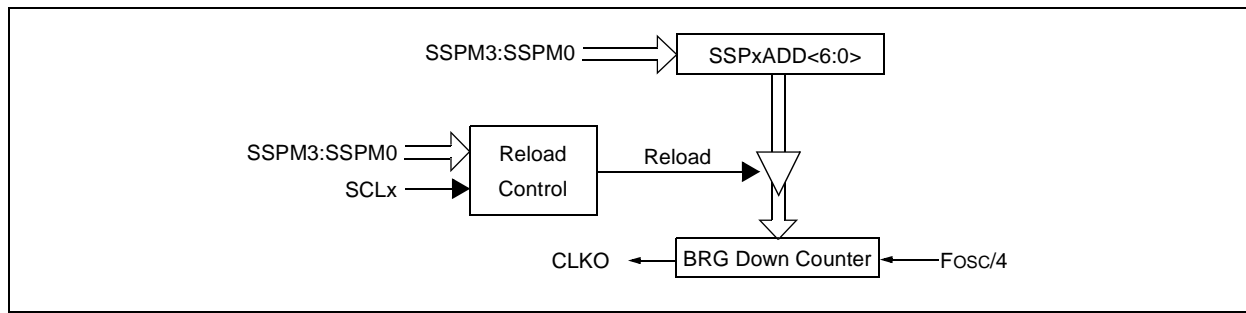 SSPM3:SSPM0
SSPxADD<6:0>
SSPM3:SSPM0
SCLx
Reload
Control
Reload
CLKO
BRG Down Counter
FOSC/4